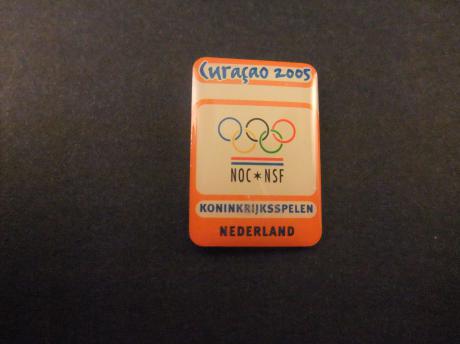 Curaçao 2005
NOC*NSF
KONINKRIJKSSPELEN
NEDERLAND